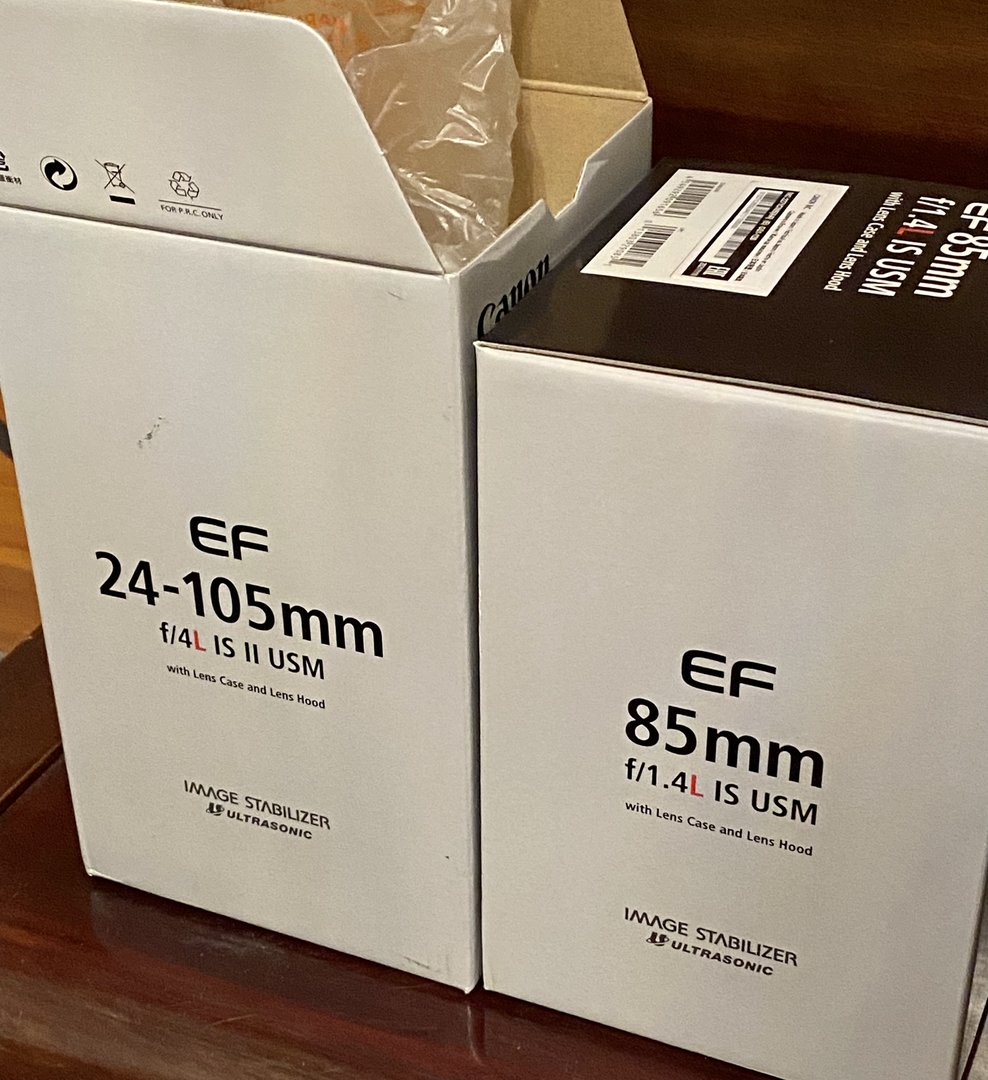 FOR P.R.C. ONLY
Canon
EF
24-105mm
f/4L IS II USM
with Lens Case and Lens Hood
IMAGE STABILIZER
ULTRASONIC
EF 85mm
f/1.4L IS USM
with Lens Case and Lens Hood
EF
85mm
f/1.4L IS USM
with Lens Case and Lens Hood
IMAGE STABILIZER
ULTRASONIC